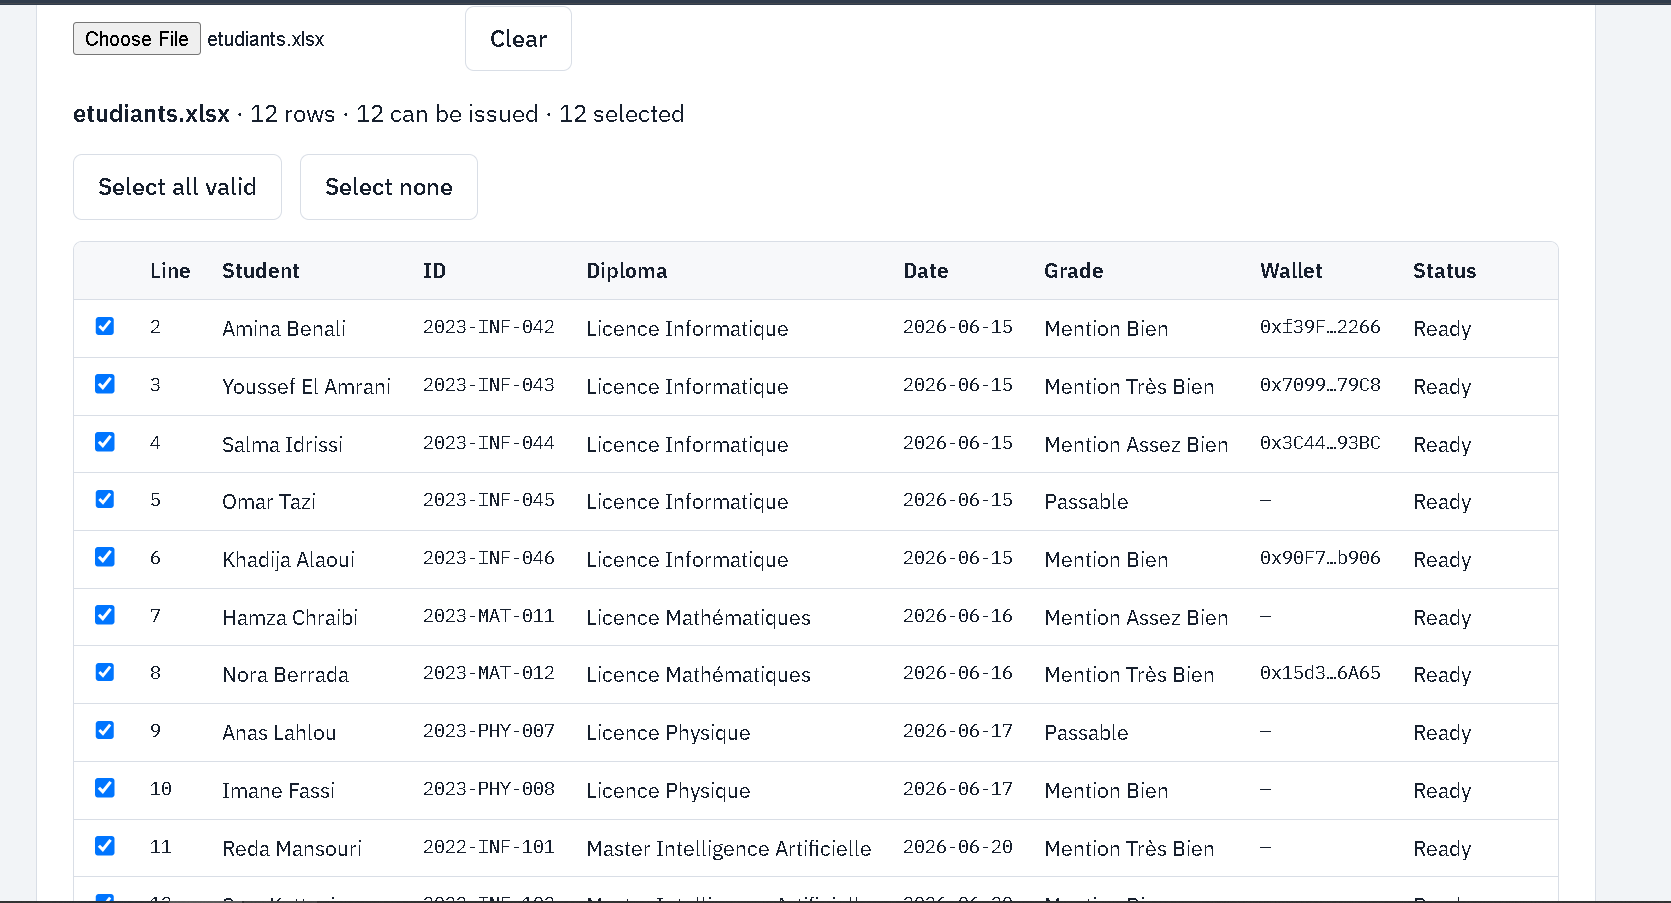 Choose File etudiants.xlsx Clear
etudiants.xlsx · 12 rows · 12 can be issued · 12 selected
Select all valid Select none
Line Student ID Diploma Date Grade Wallet Status
2 Amina Benali 2023-INF-042 Licence Informatique 2026-06-15 Mention Bien 0xf39F…2266 Ready
3 Youssef El Amrani 2023-INF-043 Licence Informatique 2026-06-15 Mention Très Bien 0x7099…79C8 Ready
4 Salma Idrissi 2023-INF-044 Licence Informatique 2026-06-15 Mention Assez Bien 0x3C44…93BC Ready
5 Omar Tazi 2023-INF-045 Licence Informatique 2026-06-15 Passable — Ready
6 Khadija Alaoui 2023-INF-046 Licence Informatique 2026-06-15 Mention Bien 0x90F7…b906 Ready
7 Hamza Chraibi 2023-MAT-011 Licence Mathématiques 2026-06-16 Mention Assez Bien — Ready
8 Nora Berrada 2023-MAT-012 Licence Mathématiques 2026-06-16 Mention Très Bien 0x15d3…6A65 Ready
9 Anas Lahlou 2023-PHY-007 Licence Physique 2026-06-17 Passable — Ready
10 Imane Fassi 2023-PHY-008 Licence Physique 2026-06-17 Mention Bien — Ready
11 Reda Mansouri 2022-INF-101 Master Intelligence Artificielle 2026-06-20 Mention Très Bien — Ready